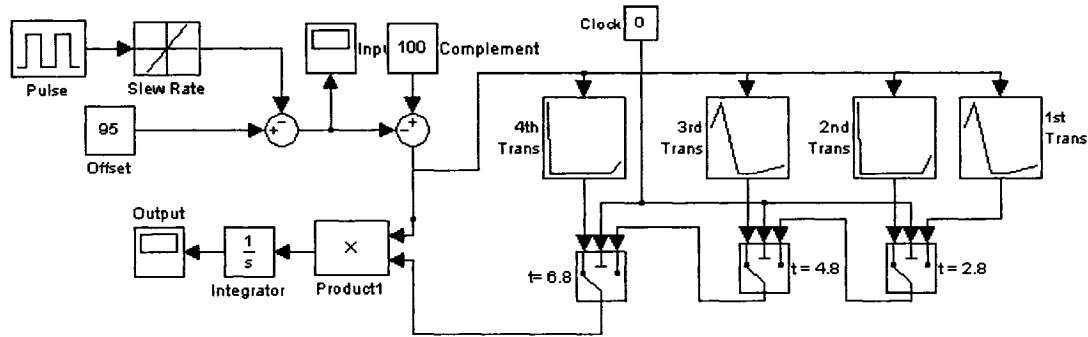 Pulse
Slew Rate
95
Offset
Inpu
100
Complement
Clock
0
4th
Trans
3rd
Trans
2nd
Trans
1st
Trans
Output
1
s
Integrator
×
Product1
t= 6.8
t= 4.8
t= 2.8